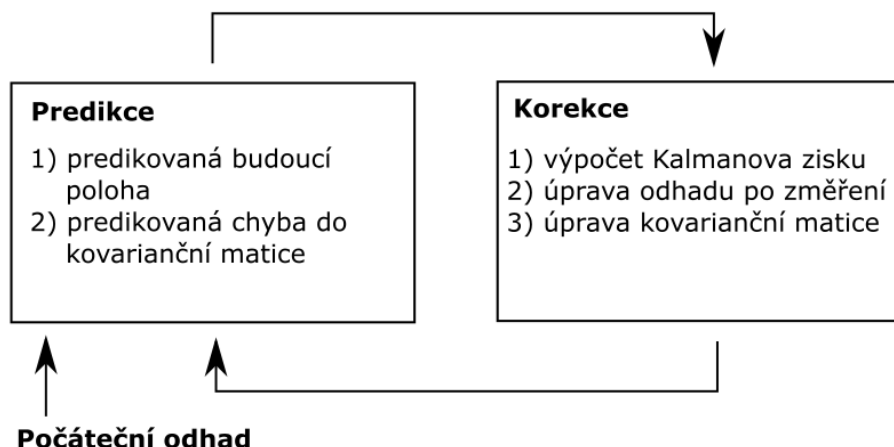 Predikce
1) predikovaná budoucí
poloha
2) predikovaná chyba do
kovarianční matice
Korekce
1) výpočet Kalmanova zisku
2) úprava odhadu po změření
3) úprava kovarianční matice
Počáteční odhad